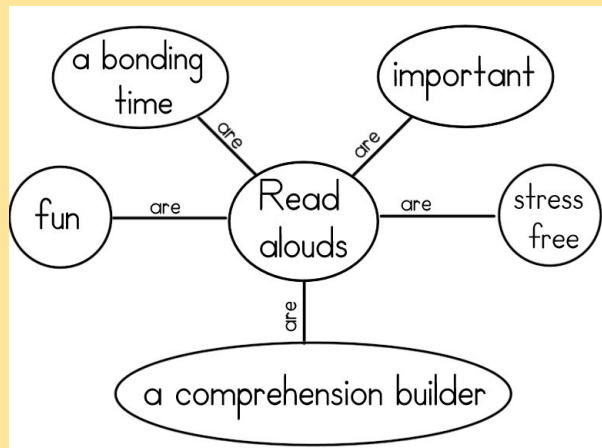 a bonding
time
important
are
are
fun
are
Read
alouds
are
stress
free
are
a comprehension builder